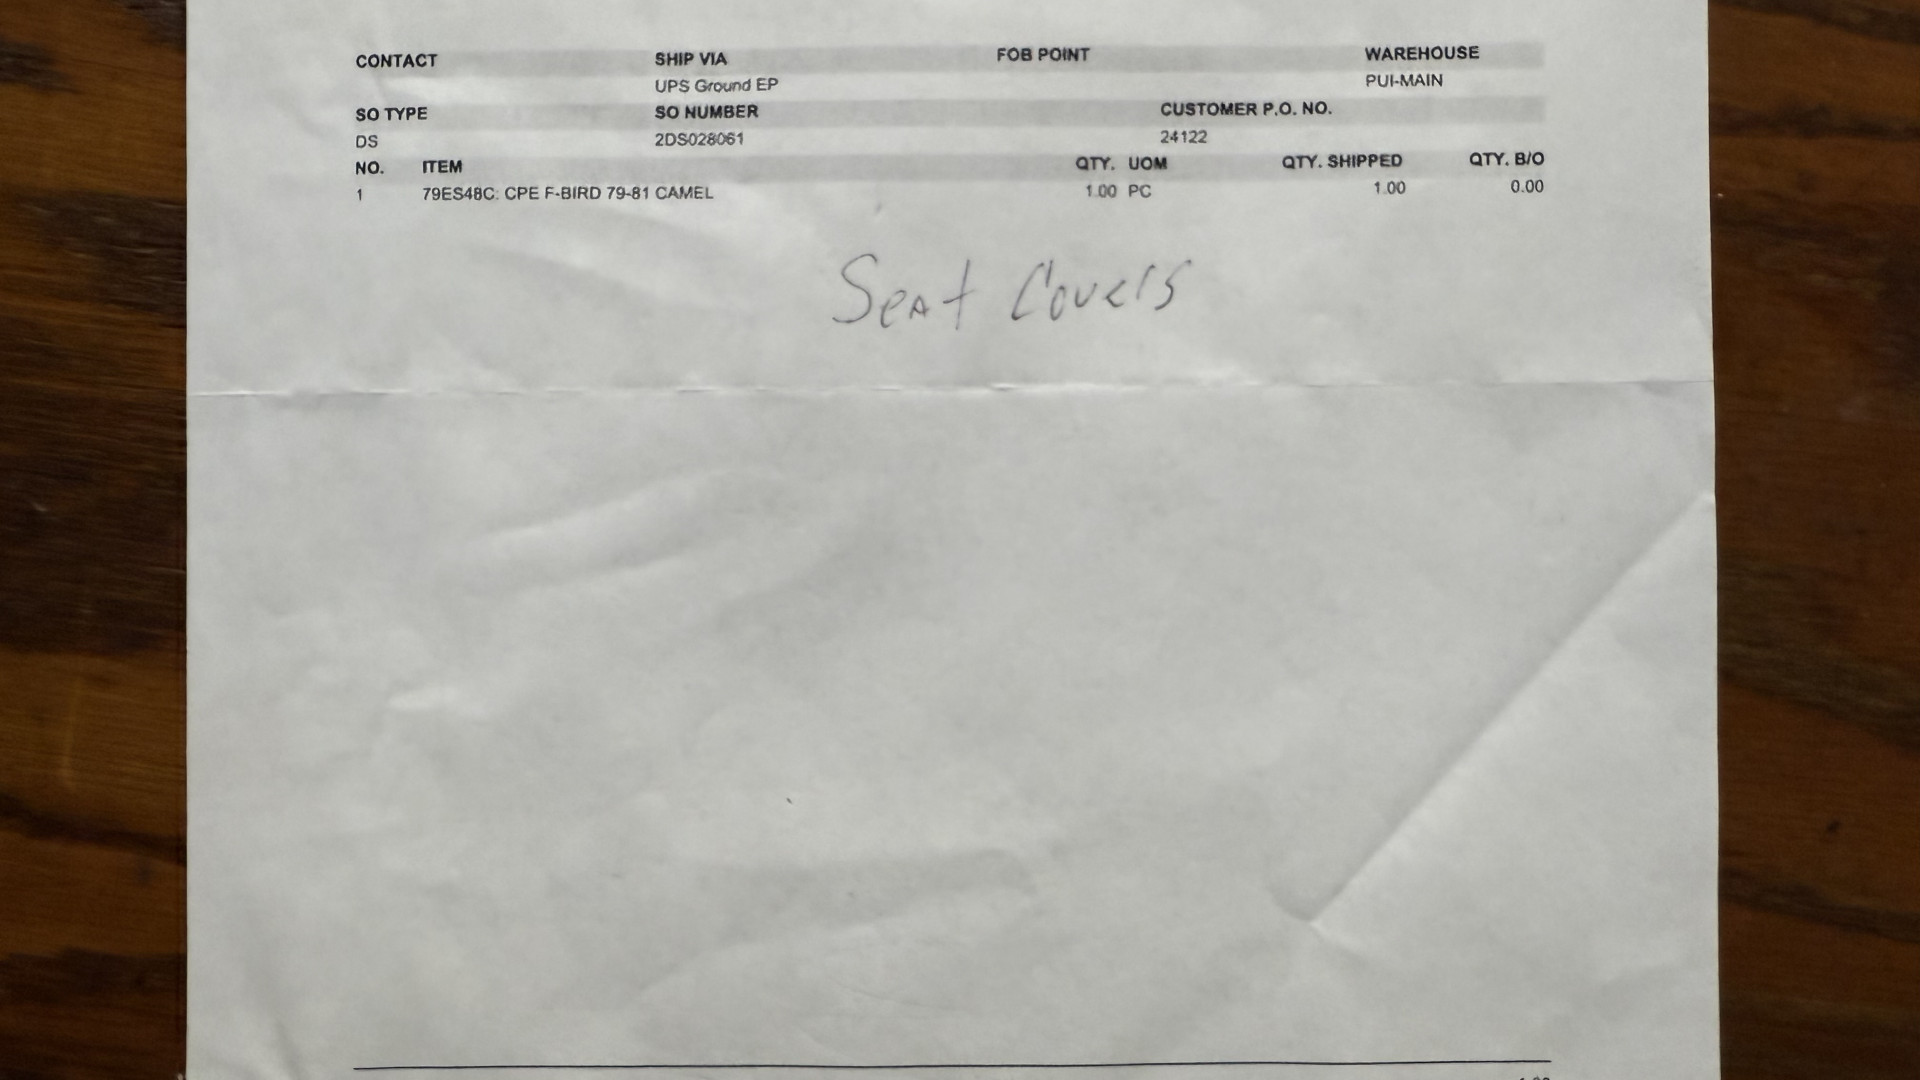 CONTACT SHIP VIA FOB POINT WAREHOUSE
UPS Ground EP PUI-MAIN
SO TYPE SO NUMBER CUSTOMER P.O. NO.
DS 2DS028061 24122
NO. ITEM QTY. UOM QTY. SHIPPED QTY. B/O
1 79ES48C: CPE F-BIRD 79-81 CAMEL 1.00 PC 1.00 0.00
Seat Covers